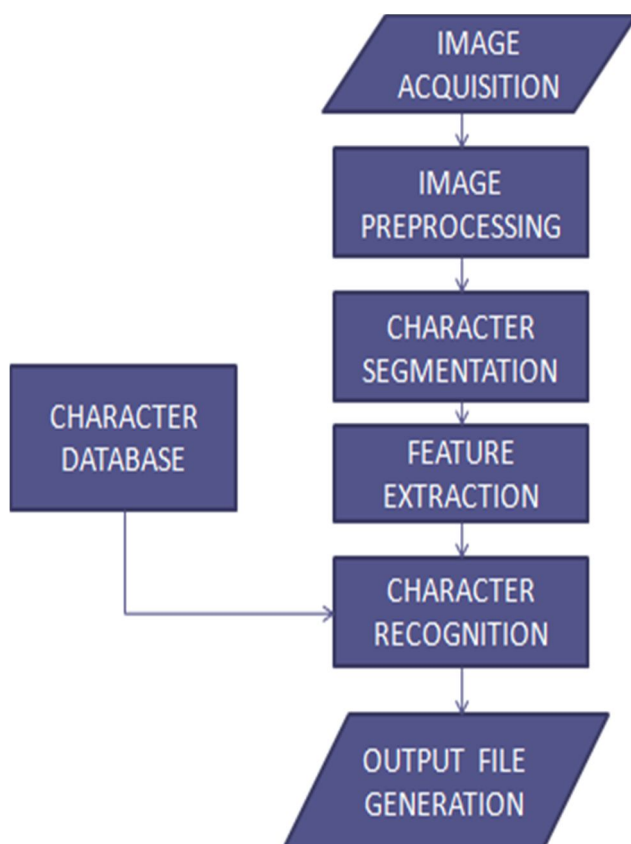 IMAGE
ACQUISITION
IMAGE
PREPROCESSING
CHARACTER
SEGMENTATION
CHARACTER
DATABASE
FEATURE
EXTRACTION
CHARACTER
RECOGNITION
OUTPUT FILE
GENERATION